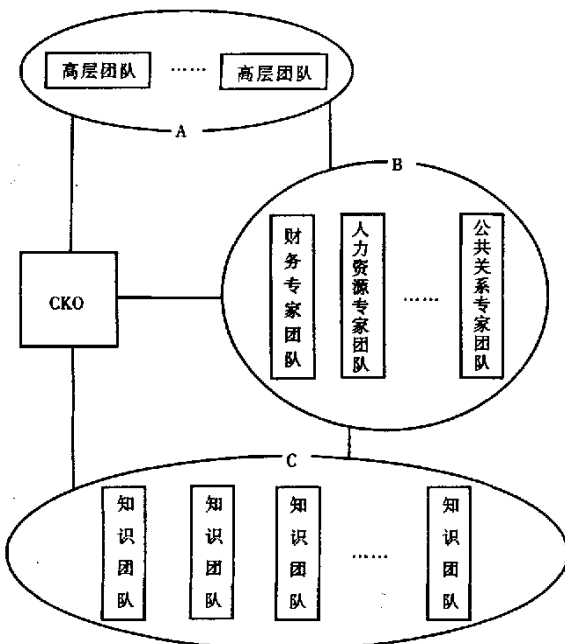 高层团队 …… 高层团队
A
B
财务专家团队
人力资源专家团队
……
公共关系专家团队
CKO
C
知识团队
知识团队
知识团队
……
知识团队